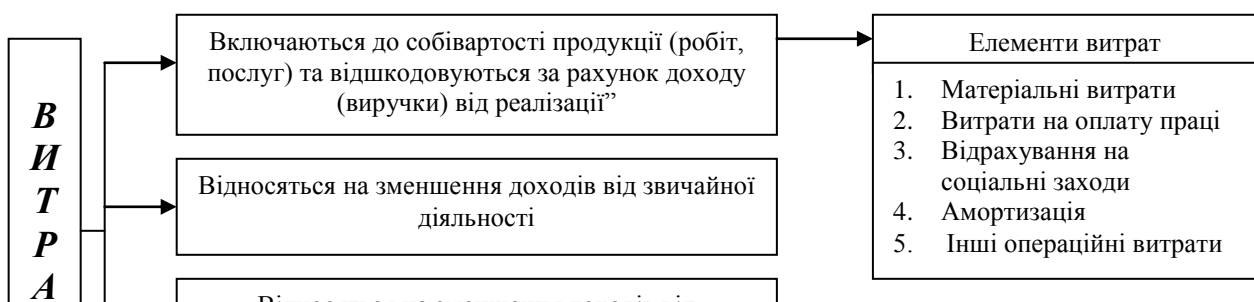 В
И
Т
Р
А
Включаються до собівартості продукції (робіт,
послуг) та відшкодовуються за рахунок доходу
(виручки) від реалізації”
Відносяться на зменшення доходів від звичайної
діяльності
Елементи витрат
1. Матеріальні витрати
2. Витрати на оплату праці
3. Відрахування на
соціальні заходи
4. Амортизація
5. Інші операційні витрати